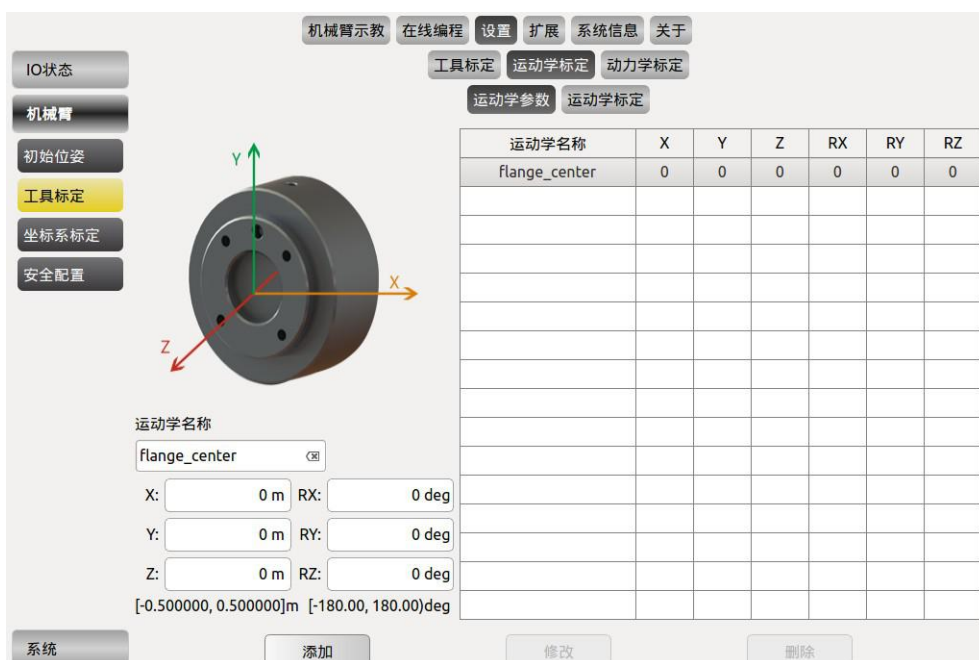 机械臂示教 在线编程 设置 扩展 系统信息 关于
工具标定 运动学标定 动力学标定
运动学参数 运动学标定
IO状态
机械臂
初始位姿
工具标定
坐标系标定
安全配置
系统
Y
X
Z
运动学名称
flange_center
X: 0 m RX: 0 deg
Y: 0 m RY: 0 deg
Z: 0 m RZ: 0 deg
[-0.500000, 0.500000]m [-180.00, 180.00)deg
运动学名称 X Y Z RX RY RZ
flange_center 0 0 0 0 0 0
添加 修改 删除